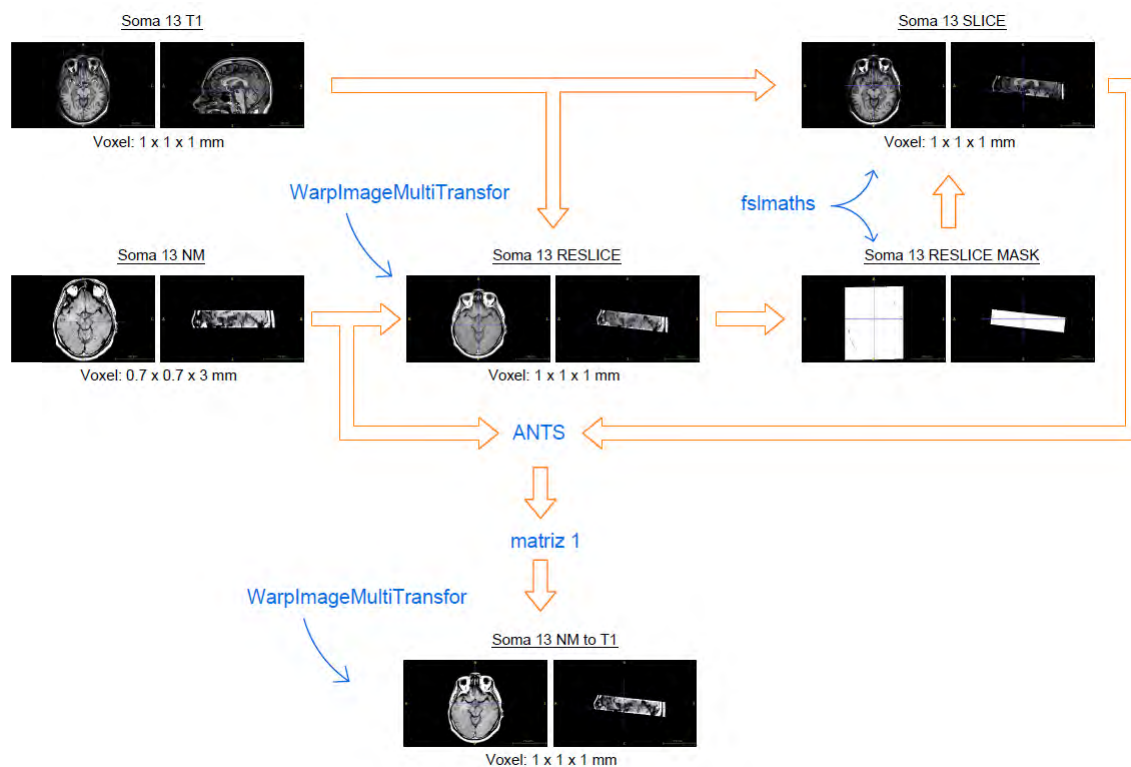 Soma 13 T1
Soma 13 SLICE
Voxel: 1 x 1 x 1 mm
Voxel: 1 x 1 x 1 mm
WarpImageMultiTransfor
fslmaths
Soma 13 NM
Soma 13 RESLICE
Soma 13 RESLICE MASK
Voxel: 0.7 x 0.7 x 3 mm
Voxel: 1 x 1 x 1 mm
ANTS
matriz 1
WarpImageMultiTransfor
Soma 13 NM to T1
Voxel: 1 x 1 x 1 mm